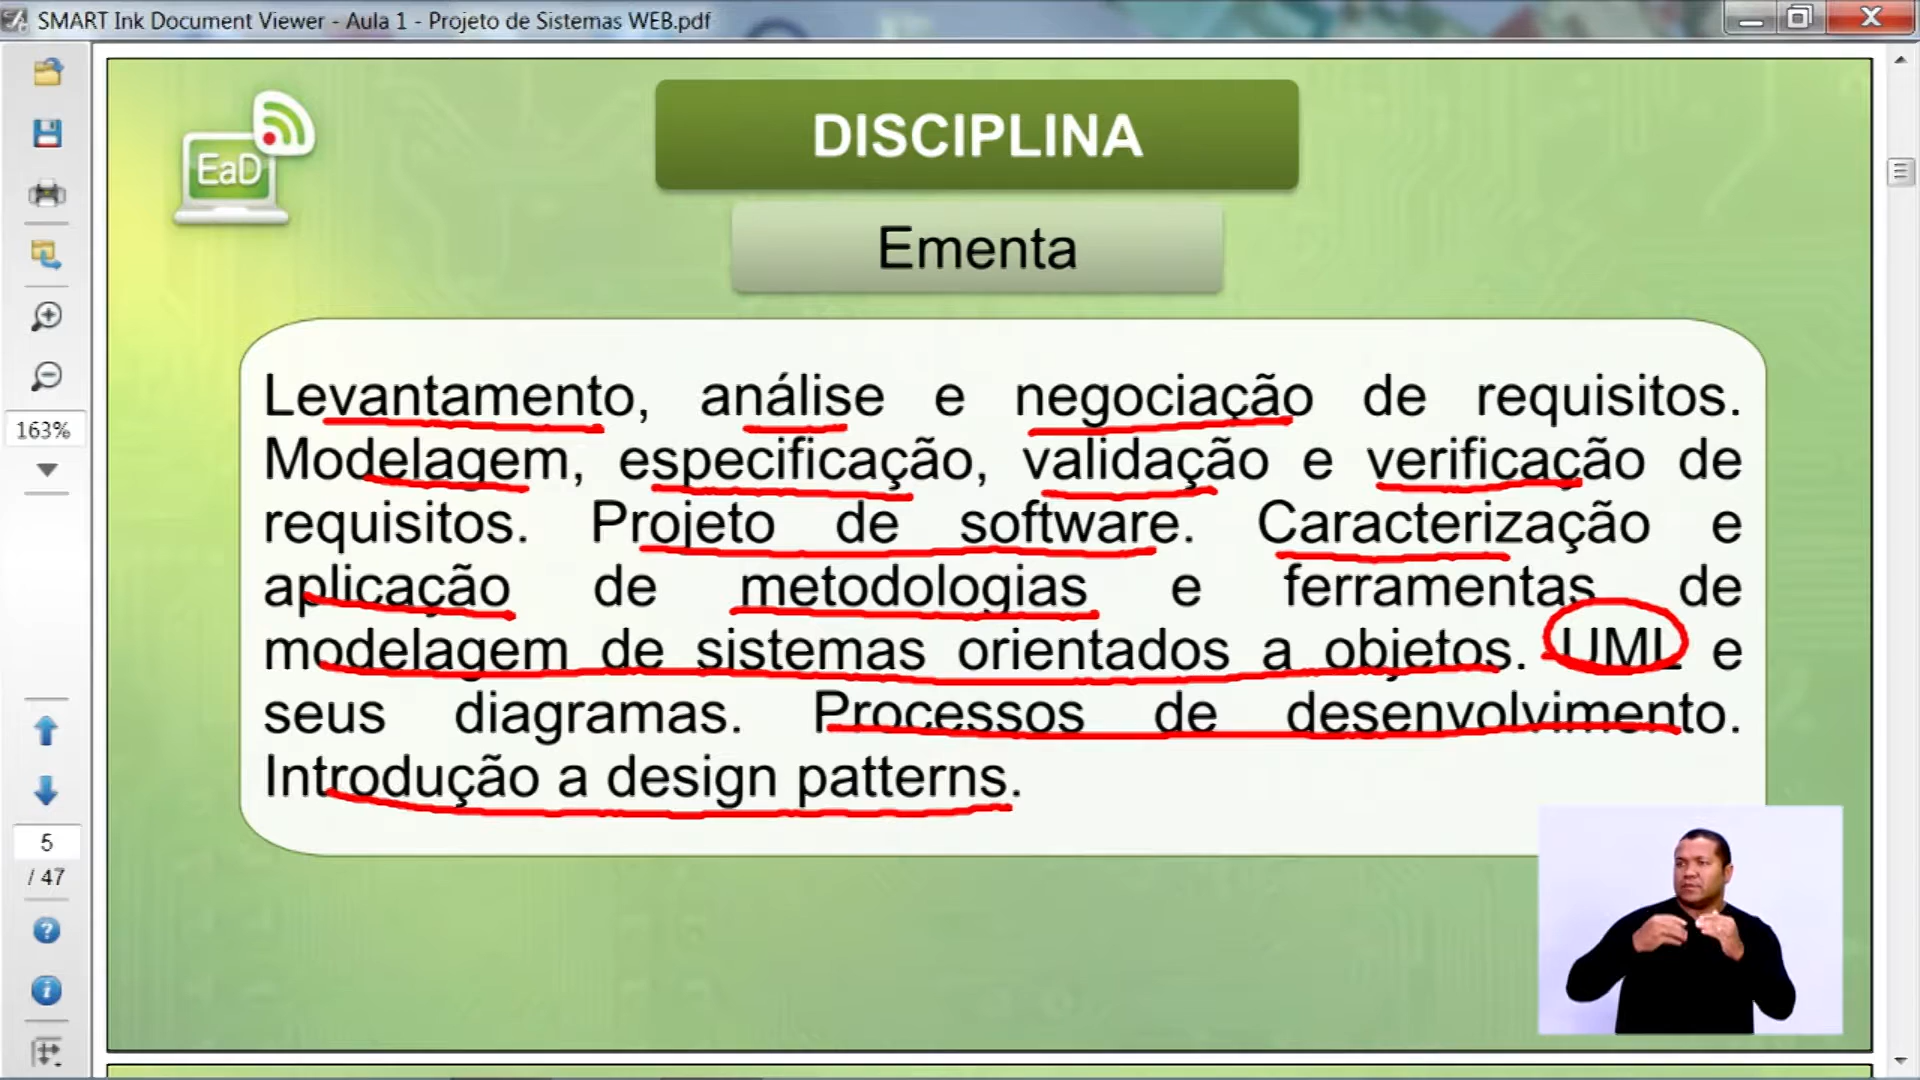 SMART Ink Document Viewer - Aula 1 - Projeto de Sistemas WEB.pdf
EaD
DISCIPLINA
Ementa
163%
Levantamento, análise e negociação de requisitos.
Modelagem, especificação, validação e verificação de
requisitos. Projeto de software. Caracterização e
aplicação de metodologias e ferramentas de
modelagem de sistemas orientados a objetos. UML e
seus diagramas. Processos de desenvolvimento.
Introdução a design patterns.
5
/ 47